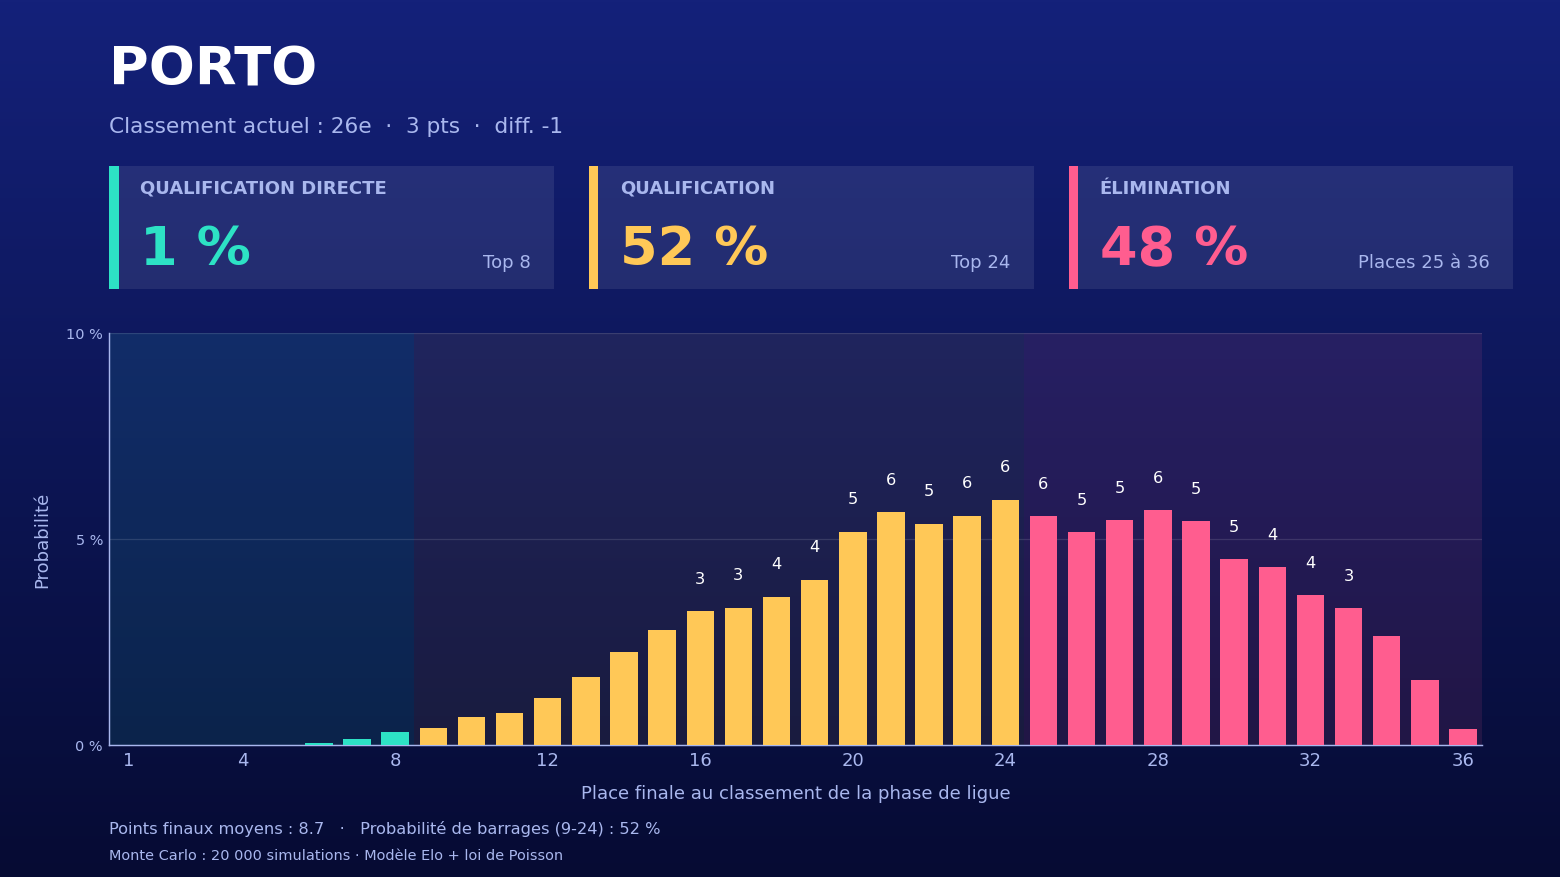 PORTO
Classement actuel : 26e · 3 pts · diff. -1
QUALIFICATION DIRECTE
1 %
Top 8
QUALIFICATION
52 %
Top 24
ÉLIMINATION
48 %
Places 25 à 36
Probabilité
10 %
5 %
0 %
3 3 4 4 5 6 5 6 6 6 5 5 6 5 5 4 4 3
1 4 8 12 16 20 24 28 32 36
Place finale au classement de la phase de ligue
Points finaux moyens : 8.7 · Probabilité de barrages (9-24) : 52 %
Monte Carlo : 20 000 simulations · Modèle Elo + loi de Poisson